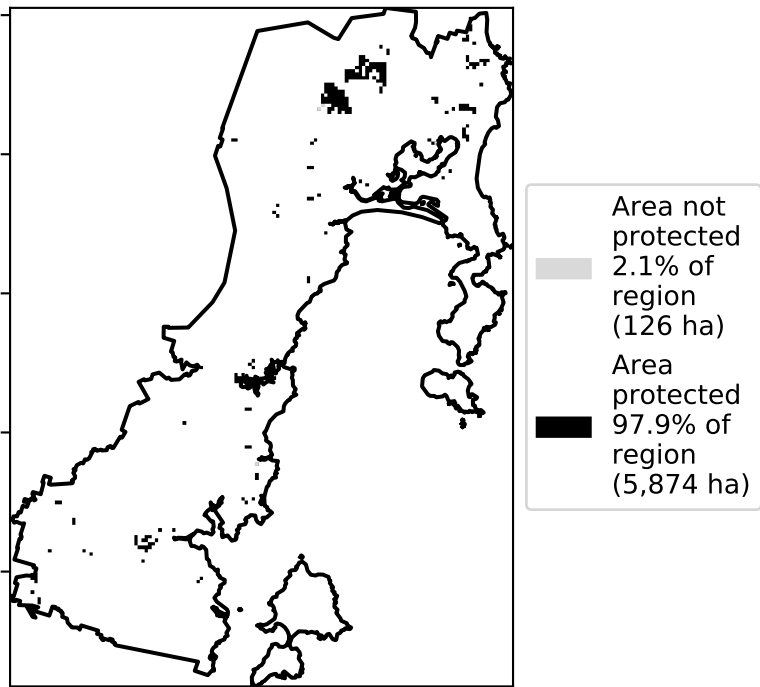 Area not
protected
2.1% of
region
(126 ha)
Area
protected
97.9% of
region
(5,874 ha)